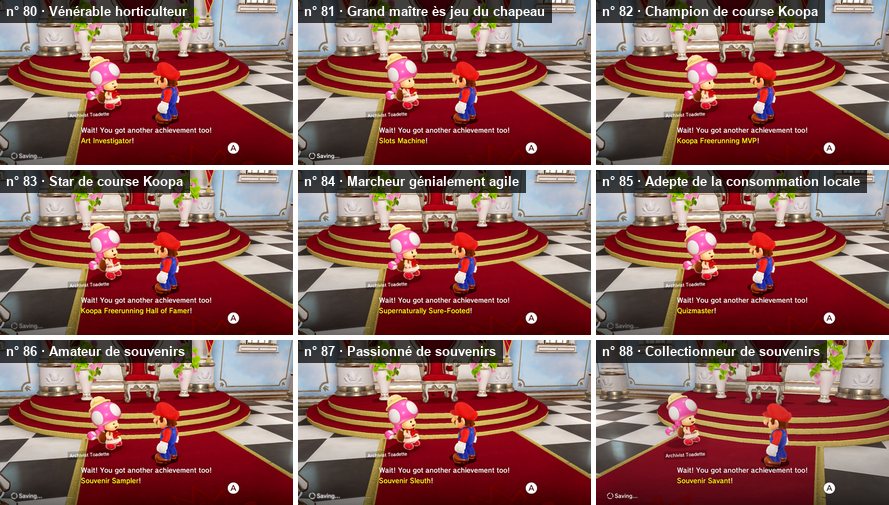 n° 80 · Vénérable horticulteur
Archivist Toadette
Wait! You got another achievement too!
Art Investigator!
A
Saving...
n° 81 · Grand maître ès jeu du chapeau
Archivist Toadette
Wait! You got another achievement too!
Slots Machine!
A
Saving...
n° 82 · Champion de course Koopa
Archivist Toadette
Wait! You got another achievement too!
Koopa Freerunning MVP!
A
n° 83 · Star de course Koopa
Archivist Toadette
Wait! You got another achievement too!
Koopa Freerunning Hall of Famer!
A
Saving...
n° 84 · Marcheur génialement agile
Archivist Toadette
Wait! You got another achievement too!
Supernaturally Sure-Footed!
A
Saving...
n° 85 · Adepte de la consommation locale
Archivist Toadette
Wait! You got another achievement too!
Quizmaster!
A
Saving...
n° 86 · Amateur de souvenirs
Archivist Toadette
Wait! You got another achievement too!
Souvenir Sampler!
A
Saving...
n° 87 · Passionné de souvenirs
Archivist Toadette
Wait! You got another achievement too!
Souvenir Sleuth!
A
Saving...
n° 88 · Collectionneur de souvenirs
Archivist Toadette
Wait! You got another achievement too!
Souvenir Savant!
A
Saving...